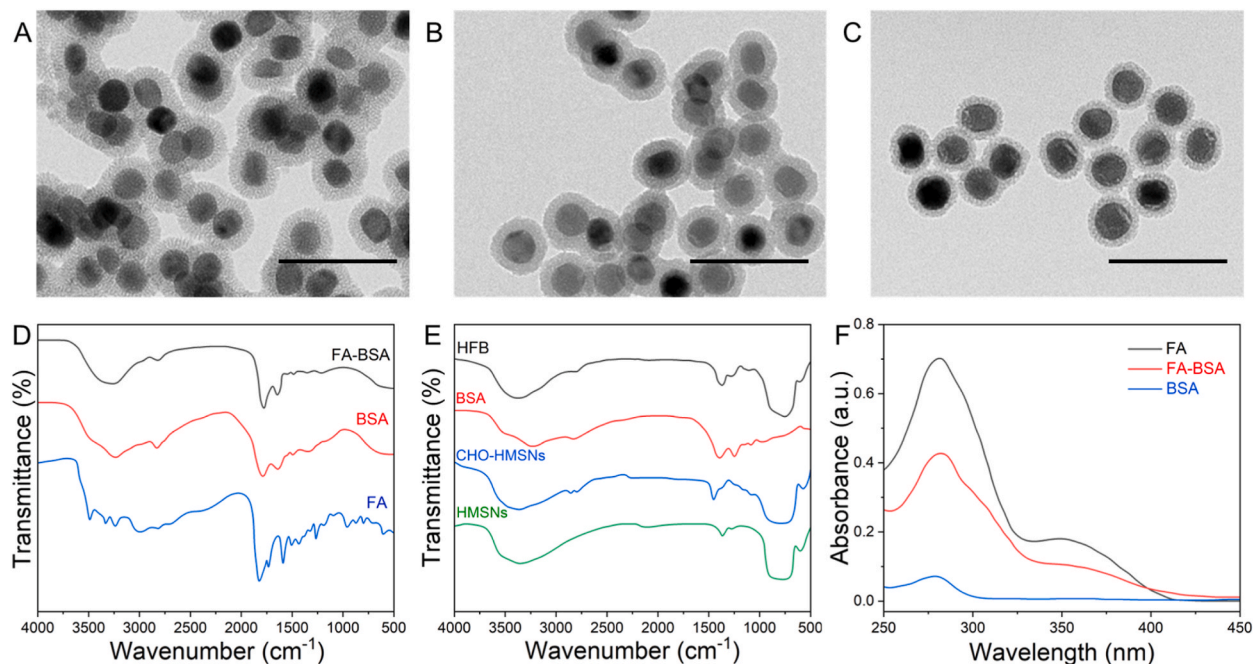 A
B
C
D
FA-BSA
BSA
FA
Transmittance (%)
4000 3500 3000 2500 2000 1500 1000 500
Wavenumber (cm⁻¹)
E
HFB
BSA
CHO-HMSNs
HMSNs
Transmittance (%)
4000 3500 3000 2500 2000 1500 1000 500
Wavenumber (cm⁻¹)
F
FA
FA-BSA
BSA
Absorbance (a.u.)
0.8
0.6
0.4
0.2
0.0
250 300 350 400 450
Wavelength (nm)